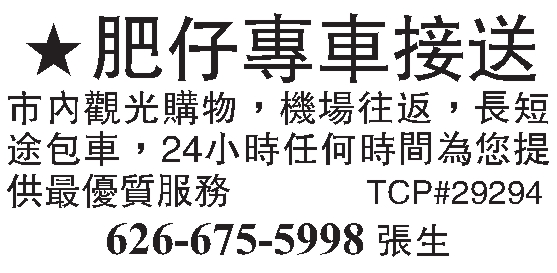 ★肥仔專車接送
市內觀光購物，機場往返，長短
途包車，24小時任何時間為您提
供最優質服務 TCP#29294
626-675-5998 張生